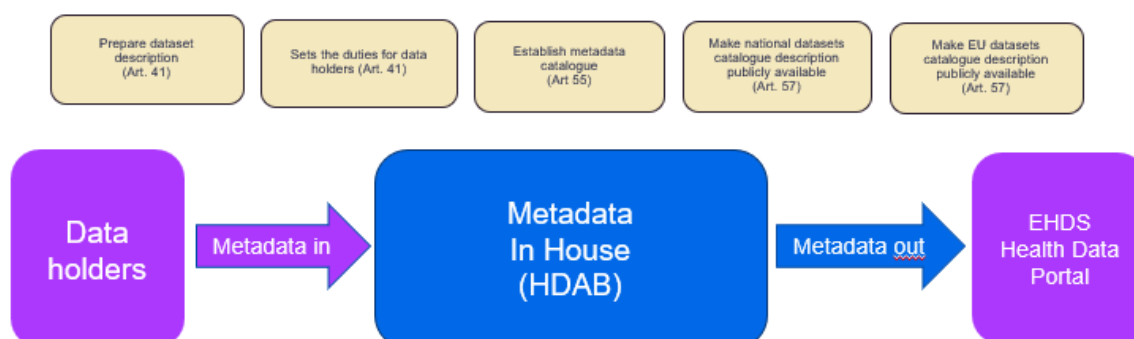 Prepare dataset
description
(Art. 41)
Sets the duties for data
holders (Art. 41)
Establish metadata
catalogue
(Art 55)
Make national datasets
catalogue description
publicly available
(Art. 57)
Make EU datasets
catalogue description
publicly available
(Art. 57)
Data
holders
Metadata in
Metadata
In House
(HDAB)
Metadata out
EHDS
Health Data
Portal